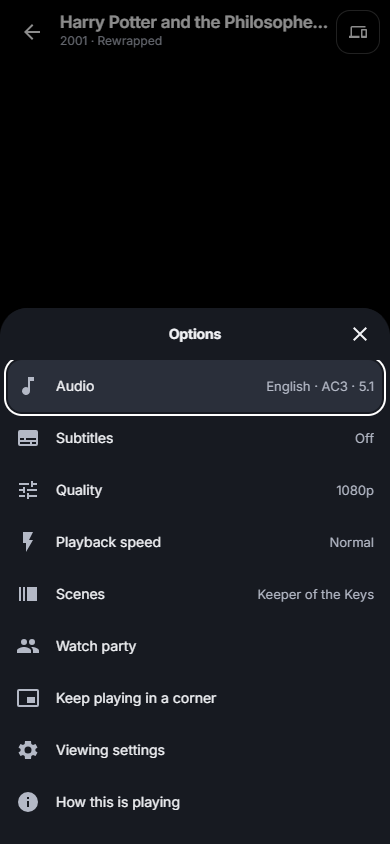 Harry Potter and the Philosophe...
2001 · Rewrapped
Options
Audio English · AC3 · 5.1
Subtitles Off
Quality 1080p
Playback speed Normal
Scenes Keeper of the Keys
Watch party
Keep playing in a corner
Viewing settings
How this is playing